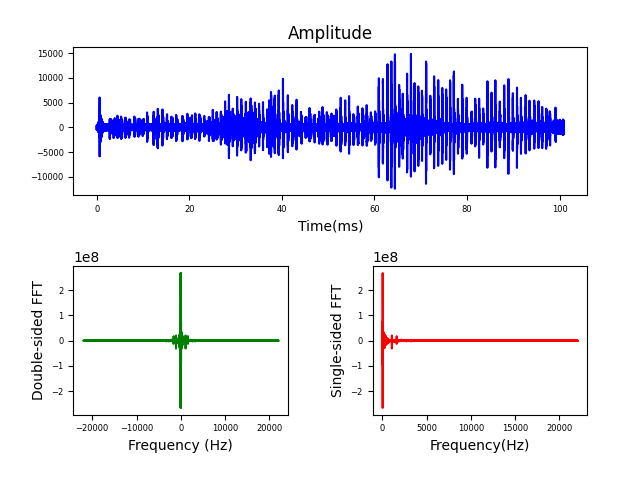 Amplitude
15000
10000
5000
0
−5000
−10000
0 20 40 60 80 100
Time(ms)
1e8
2
1
0
−1
−2
Double-sided FFT
−20000 −10000 0 10000 20000
Frequency (Hz)
1e8
2
1
0
−1
−2
Single-sided FFT
0 5000 10000 15000 20000
Frequency(Hz)